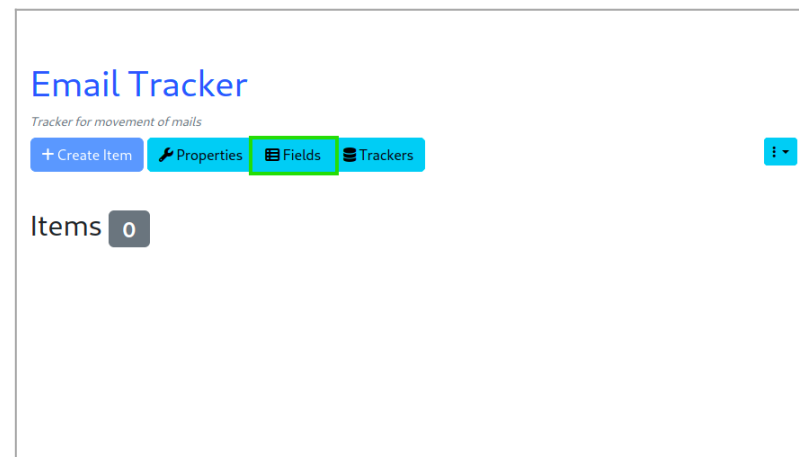 Email Tracker
Tracker for movement of mails
+ Create Item Properties Fields Trackers
Items 0